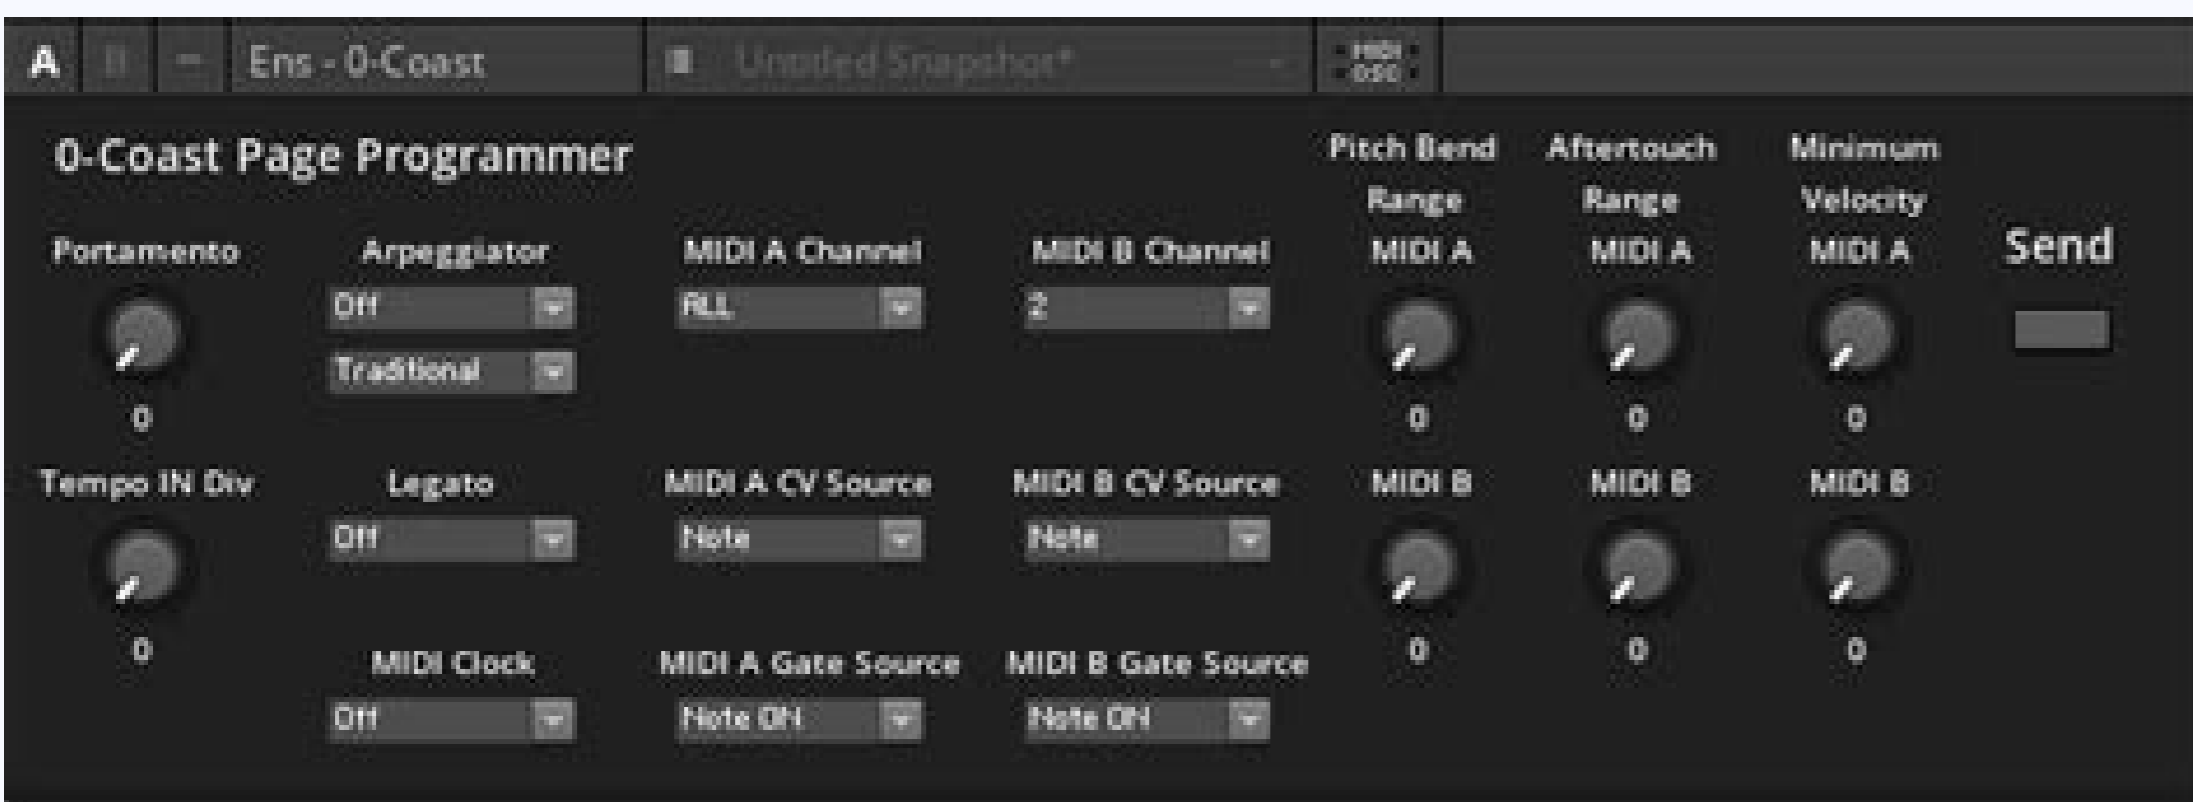 A B Ens - 0-Coast Untitled Snapshot* MIDI OSC
0-Coast Page Programmer
Pitch Bend Range
Aftertouch Range
Minimum Velocity
Portamento
0
Arpeggiator
Off
Traditional
MIDI A Channel
ALL
MIDI B Channel
2
MIDI A
0
MIDI A
0
MIDI A
0
Send
Tempo IN Div
0
Legato
Off
MIDI A CV Source
Note
MIDI B CV Source
Note
MIDI B
0
MIDI B
0
MIDI B
0
MIDI Clock
Off
MIDI A Gate Source
Note ON
MIDI B Gate Source
Note ON